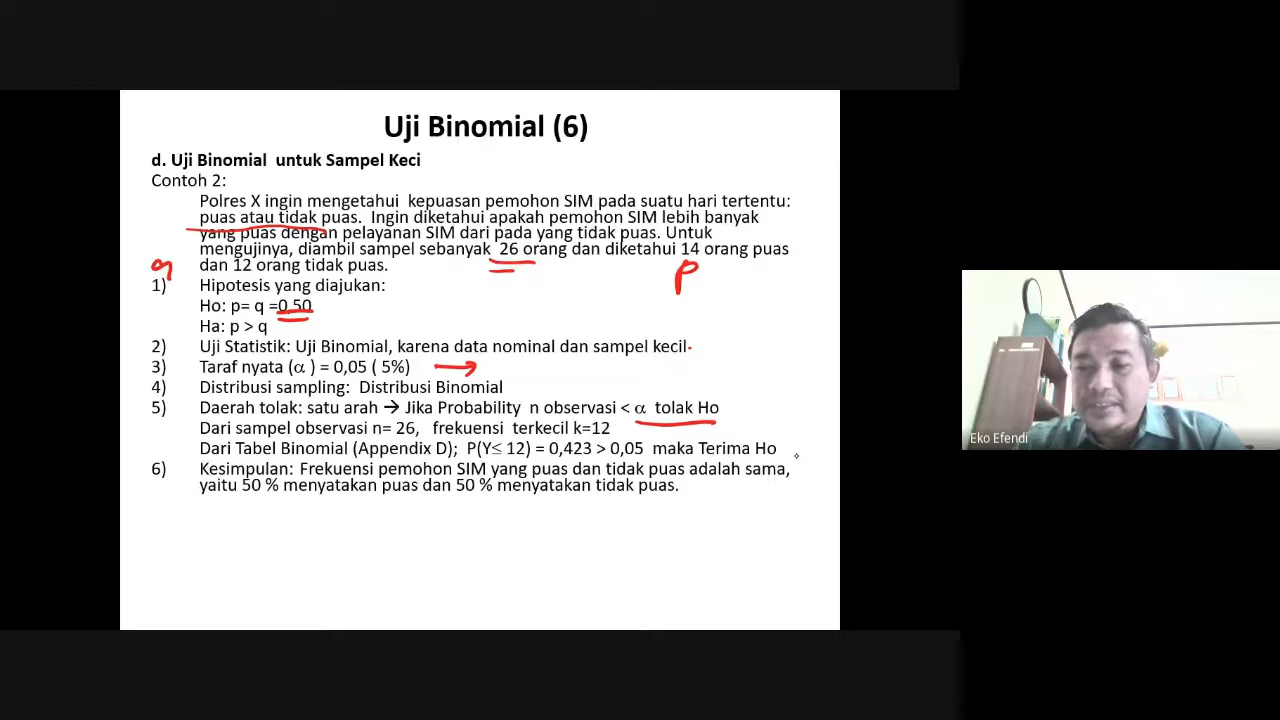 Uji Binomial (6)
d. Uji Binomial untuk Sampel Keci
Contoh 2:
Polres X ingin mengetahui kepuasan pemohon SIM pada suatu hari tertentu:
puas atau tidak puas. Ingin diketahui apakah pemohon SIM lebih banyak
yang puas dengan pelayanan SIM dari pada yang tidak puas. Untuk
mengujinya, diambil sampel sebanyak 26 orang dan diketahui 14 orang puas
dan 12 orang tidak puas.
q
p
1) Hipotesis yang diajukan:
Ho: p= q =0,50
Ha: p > q
2) Uji Statistik: Uji Binomial, karena data nominal dan sampel kecil
3) Taraf nyata (α ) = 0,05 ( 5%) →
4) Distribusi sampling: Distribusi Binomial
5) Daerah tolak: satu arah → Jika Probability n observasi < α tolak Ho
Dari sampel observasi n= 26, frekuensi terkecil k=12
Dari Tabel Binomial (Appendix D); P(Y≤ 12) = 0,423 > 0,05 maka Terima Ho
6) Kesimpulan: Frekuensi pemohon SIM yang puas dan tidak puas adalah sama,
yaitu 50 % menyatakan puas dan 50 % menyatakan tidak puas.
Eko Efendi